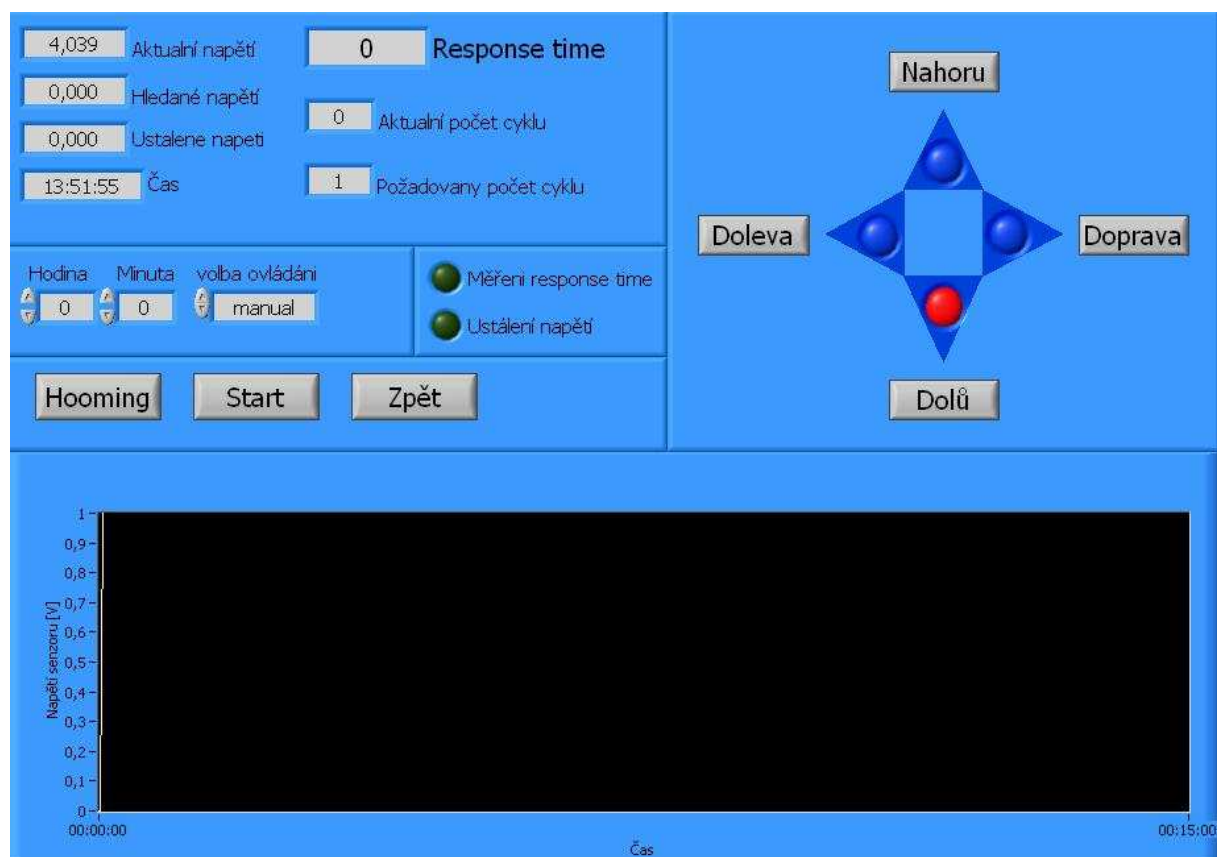 4,039 Aktualní napětí
0,000 Hledané napětí
0,000 Ustalene napeti
13:51:55 Čas
0 Response time
0 Aktualní počet cyklu
1 Požadovany počet cyklu
Hodina Minuta volba ovládáni
0 0 manual
Měřeni response time
Ustálení napětí
Hooming Start Zpět
Nahoru
Doleva Doprava
Dolů
1
0,9
0,8
0,7
0,6
0,5
0,4
0,3
0,2
0,1
0
Napětí senzoru [V]
00:00:00 00:15:00
Čas